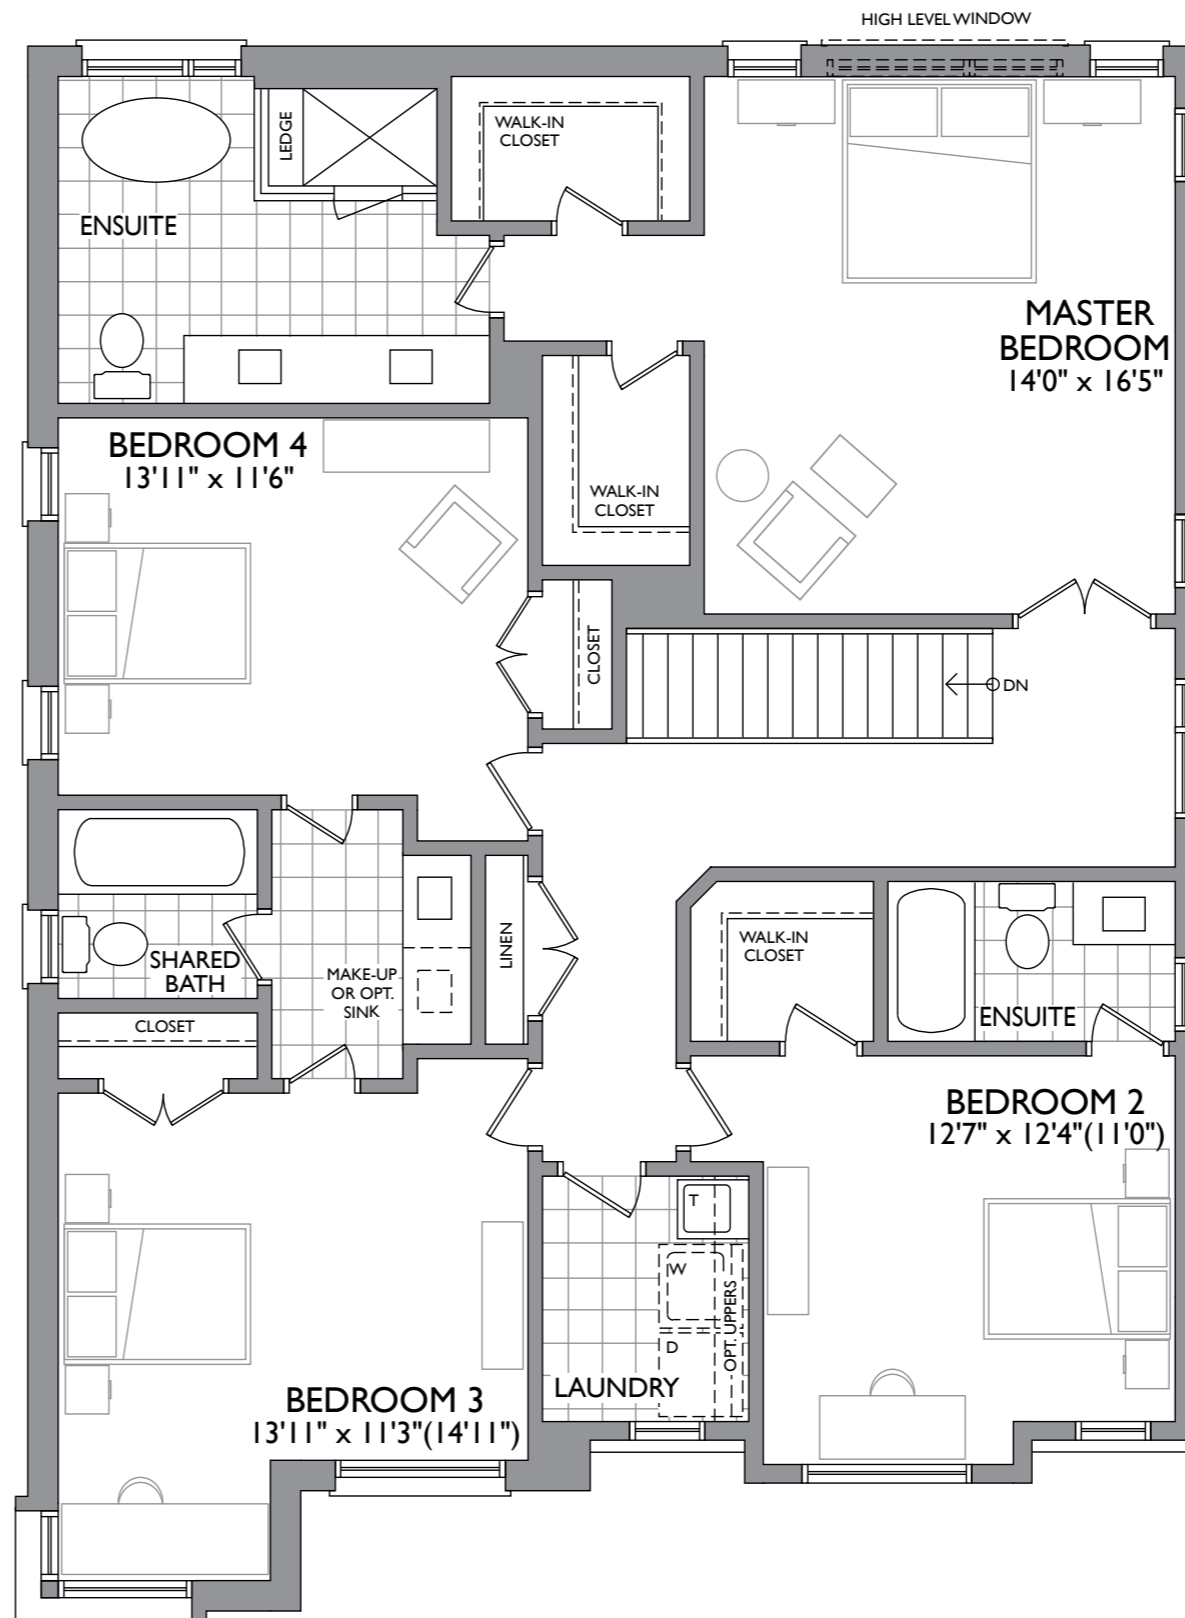 HIGH LEVEL WINDOW
LEDGE
WALK-IN
CLOSET
ENSUITE
MASTER
BEDROOM
14'0" x 16'5"
BEDROOM 4
13'11" x 11'6"
WALK-IN
CLOSET
CLOSET
DN
LINEN
WALK-IN
CLOSET
SHARED
BATH
MAKE-UP
OR OPT.
SINK
ENSUITE
CLOSET
BEDROOM 2
12'7" x 12'4"(11'0")
T
W
OPT. UPPERS
D
LAUNDRY
BEDROOM 3
13'11" x 11'3"(14'11")